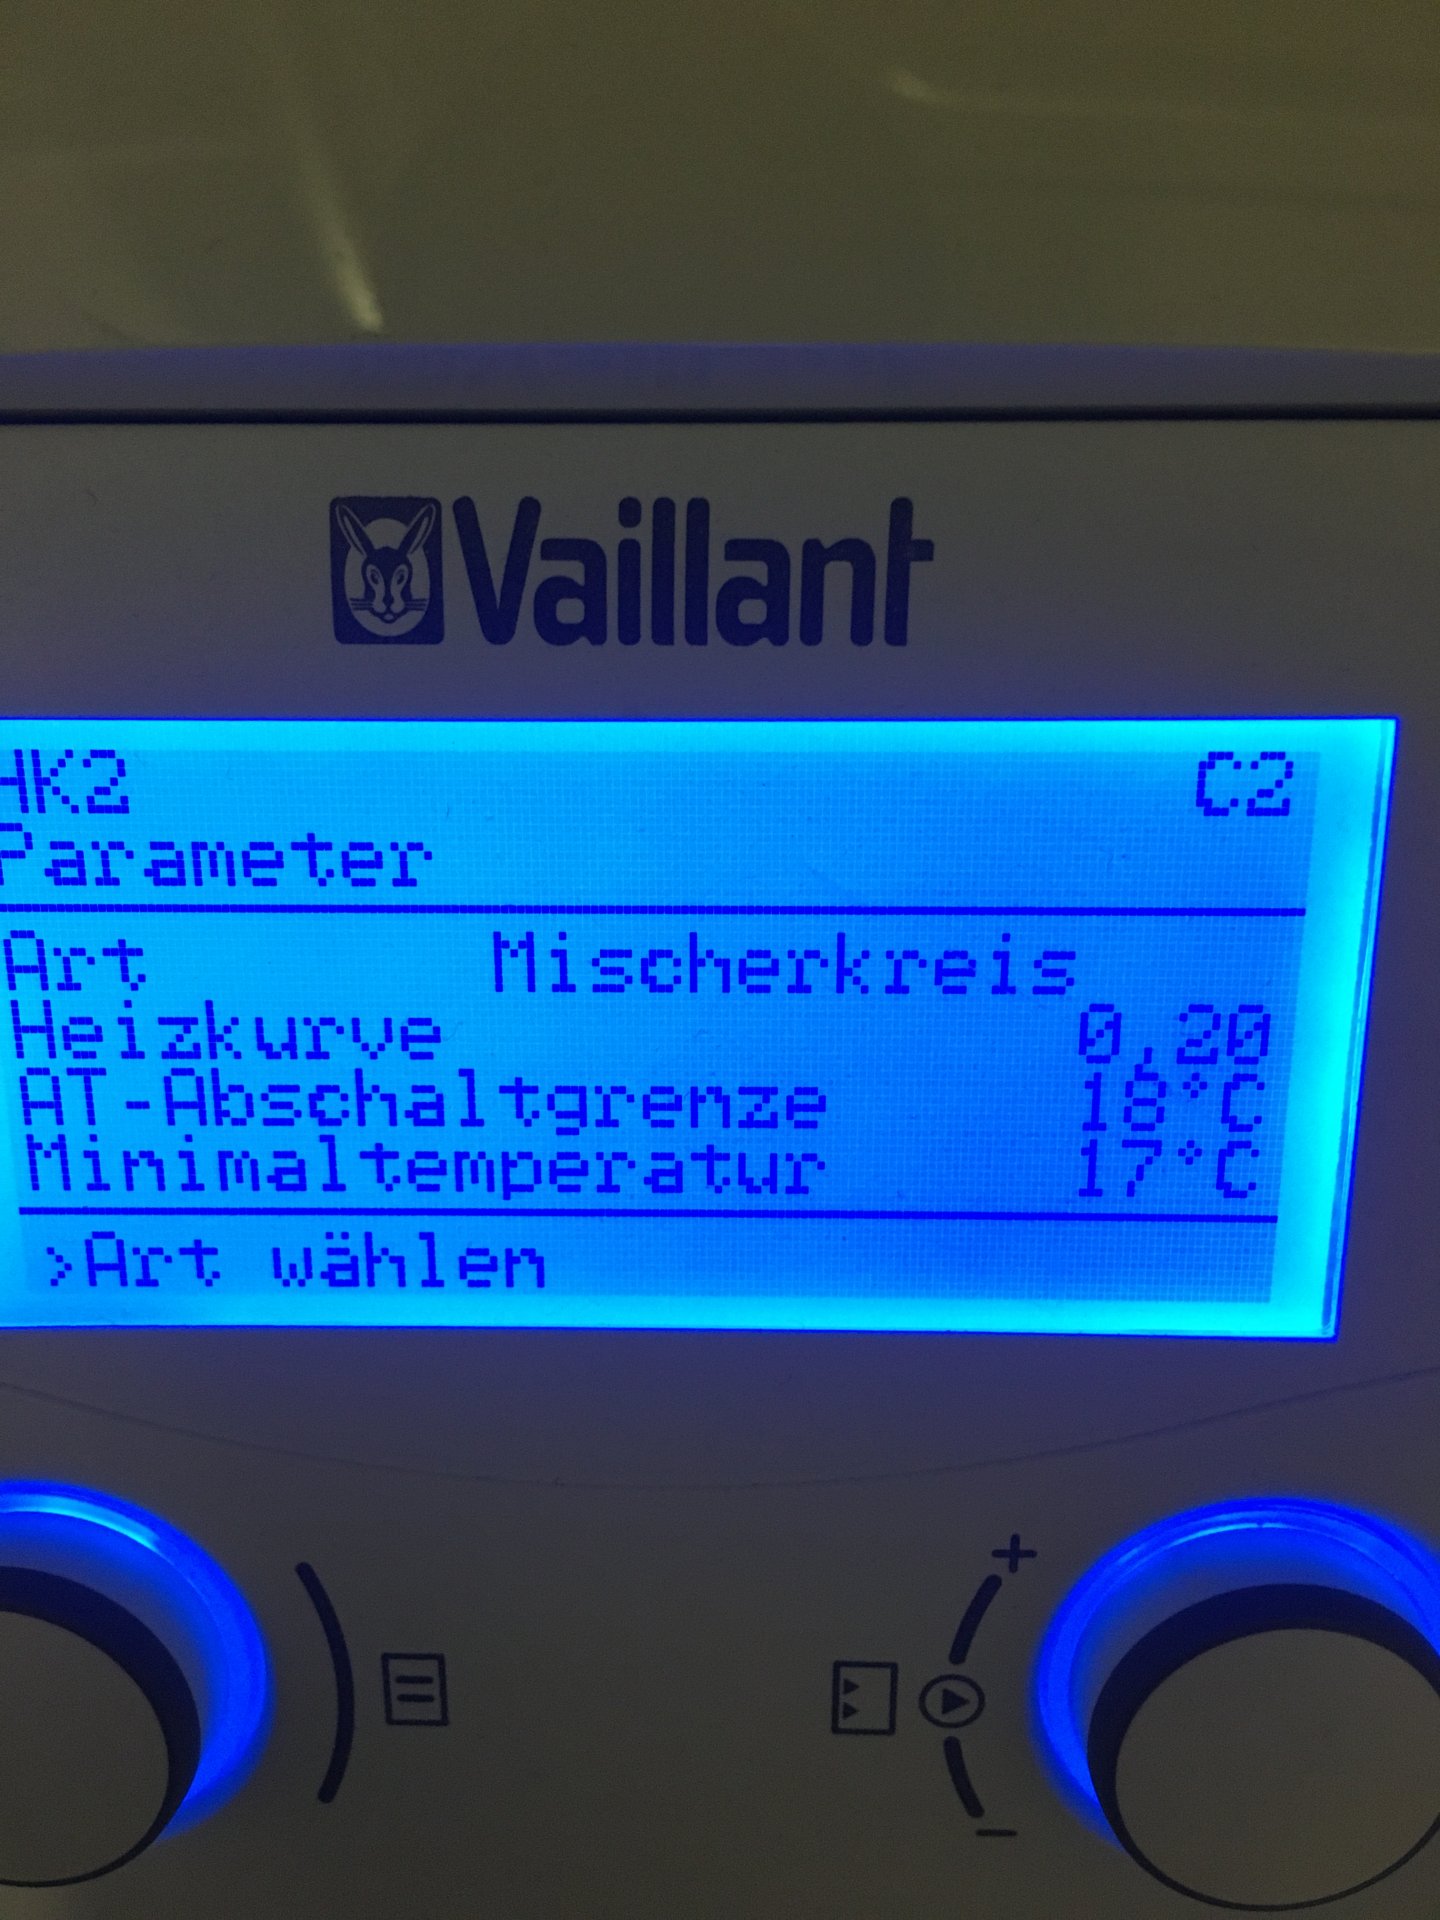 Vaillant
HK2 C2
Parameter
Art Mischerkreis
Heizkurve 0,20
AT-Abschaltgrenze 18°C
Minimaltemperatur 17°C
>Art wählen
+
−